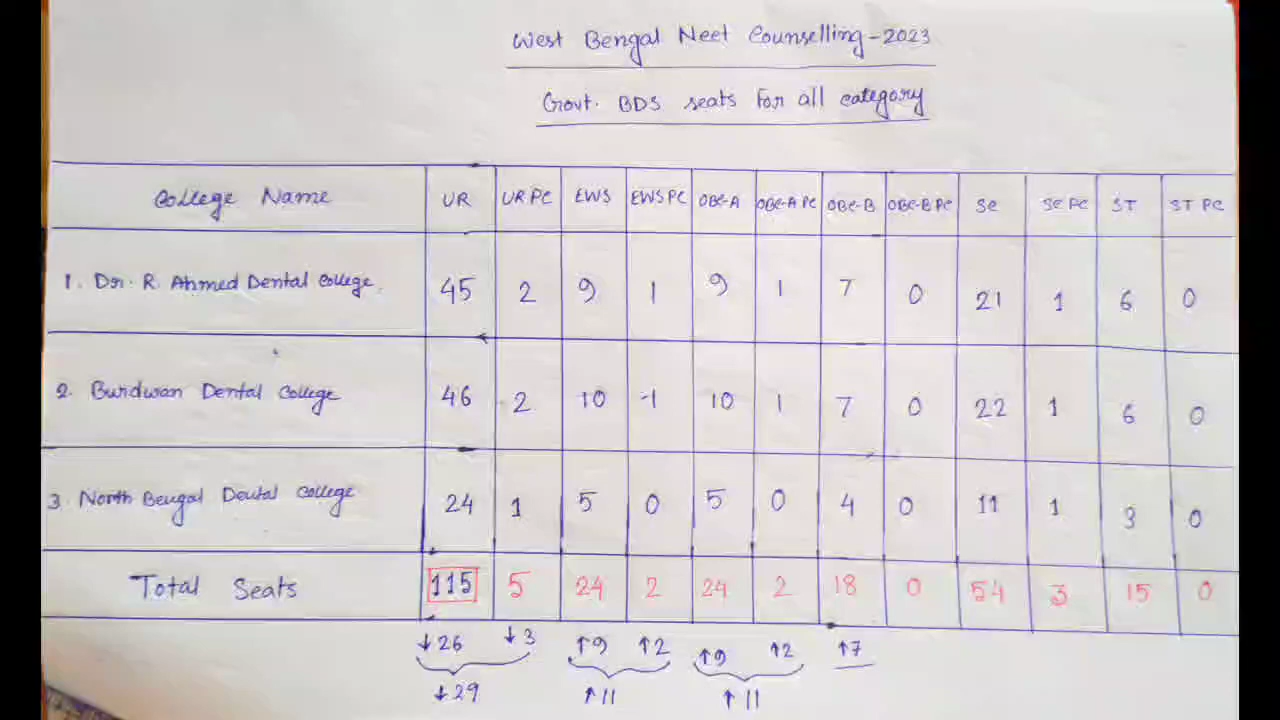 West Bengal Neet Counselling-2023
Govt. BDS seats for all category
College Name UR UR PC EWS EWS PC OBC-A OBC-A PC OBC-B OBC-B PC SC SC PC ST ST PC
1. Dr. R. Ahmed Dental College. 45 2 9 1 9 1 7 0 21 1 6 0
2. Burdwan Dental College 46 2 10 1 10 1 7 0 22 1 6 0
3. North Bengal Dental College 24 1 5 0 5 0 4 0 11 1 3 0
Total Seats 115 5 24 2 24 2 18 0 54 3 15 0
↓26 ↓3 ↑9 ↑2 ↑9 ↑2 ↑7
↓29 ↑11 ↑11